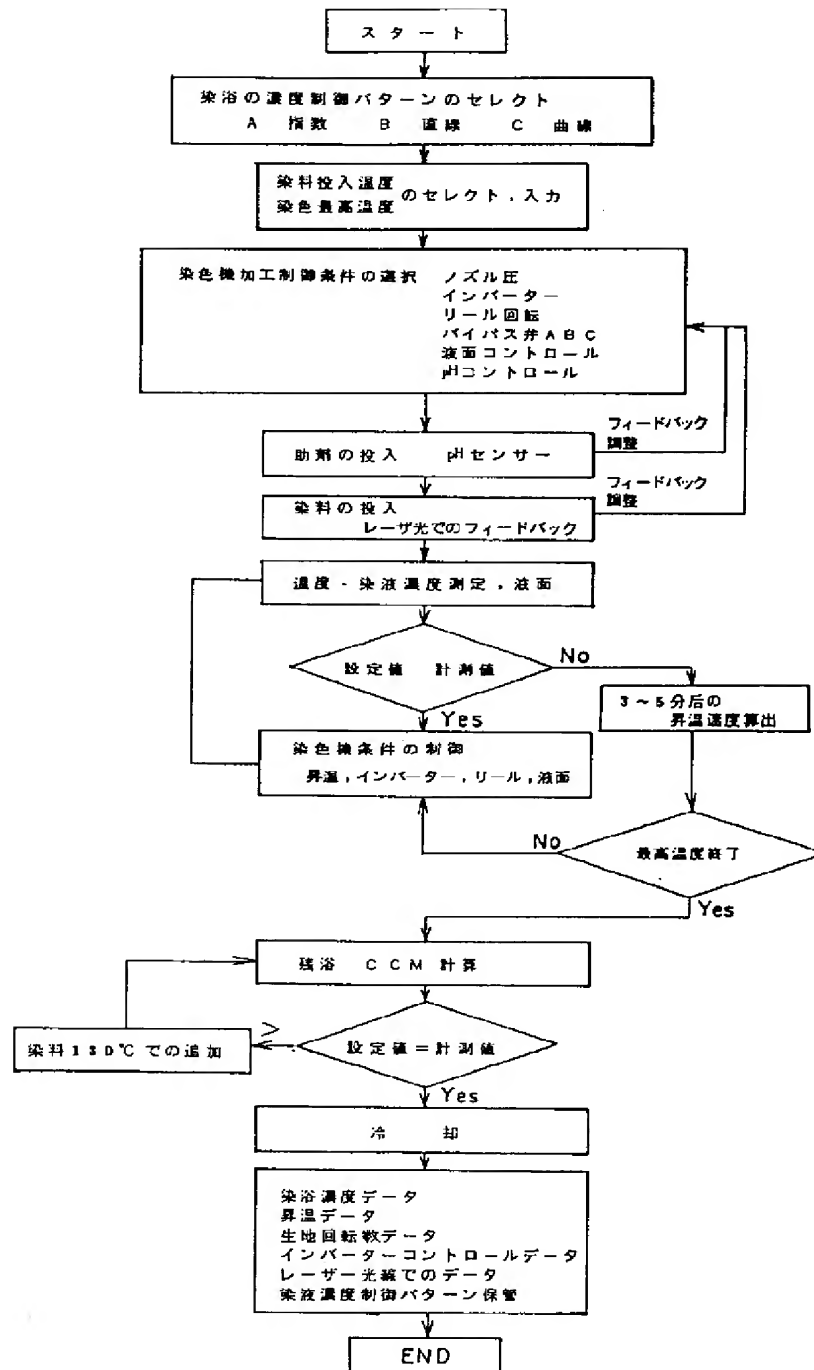 スタート
染浴の濃度制御パターンのセレクト
A 指数 B 直線 C 曲線
染料投入温度
染色最高温度
のセレクト,入力
染色機加工制御条件の選択 ノズル圧
インバーター
リール回転
バイパス弁ABC
液面コントロール
pHコントロール
フィードバック
調整
助剤の投入 pHセンサー
フィードバック
調整
染料の投入
レーザ光でのフィードバック
温度-染液濃度測定,液面
設定値 計測値
No
3~5分后の
昇温速度算出
Yes
染色機条件の制御
昇温,インバーター,リール,液面
No
最高温度終了
Yes
残浴 CCM計算
>
染料130℃での追加
設定値=計測値
Yes
冷却
染浴濃度データ
昇温データ
生地回転数データ
インバーターコントロールデータ
レーザー光線でのデータ
染液濃度制御パターン保管
END